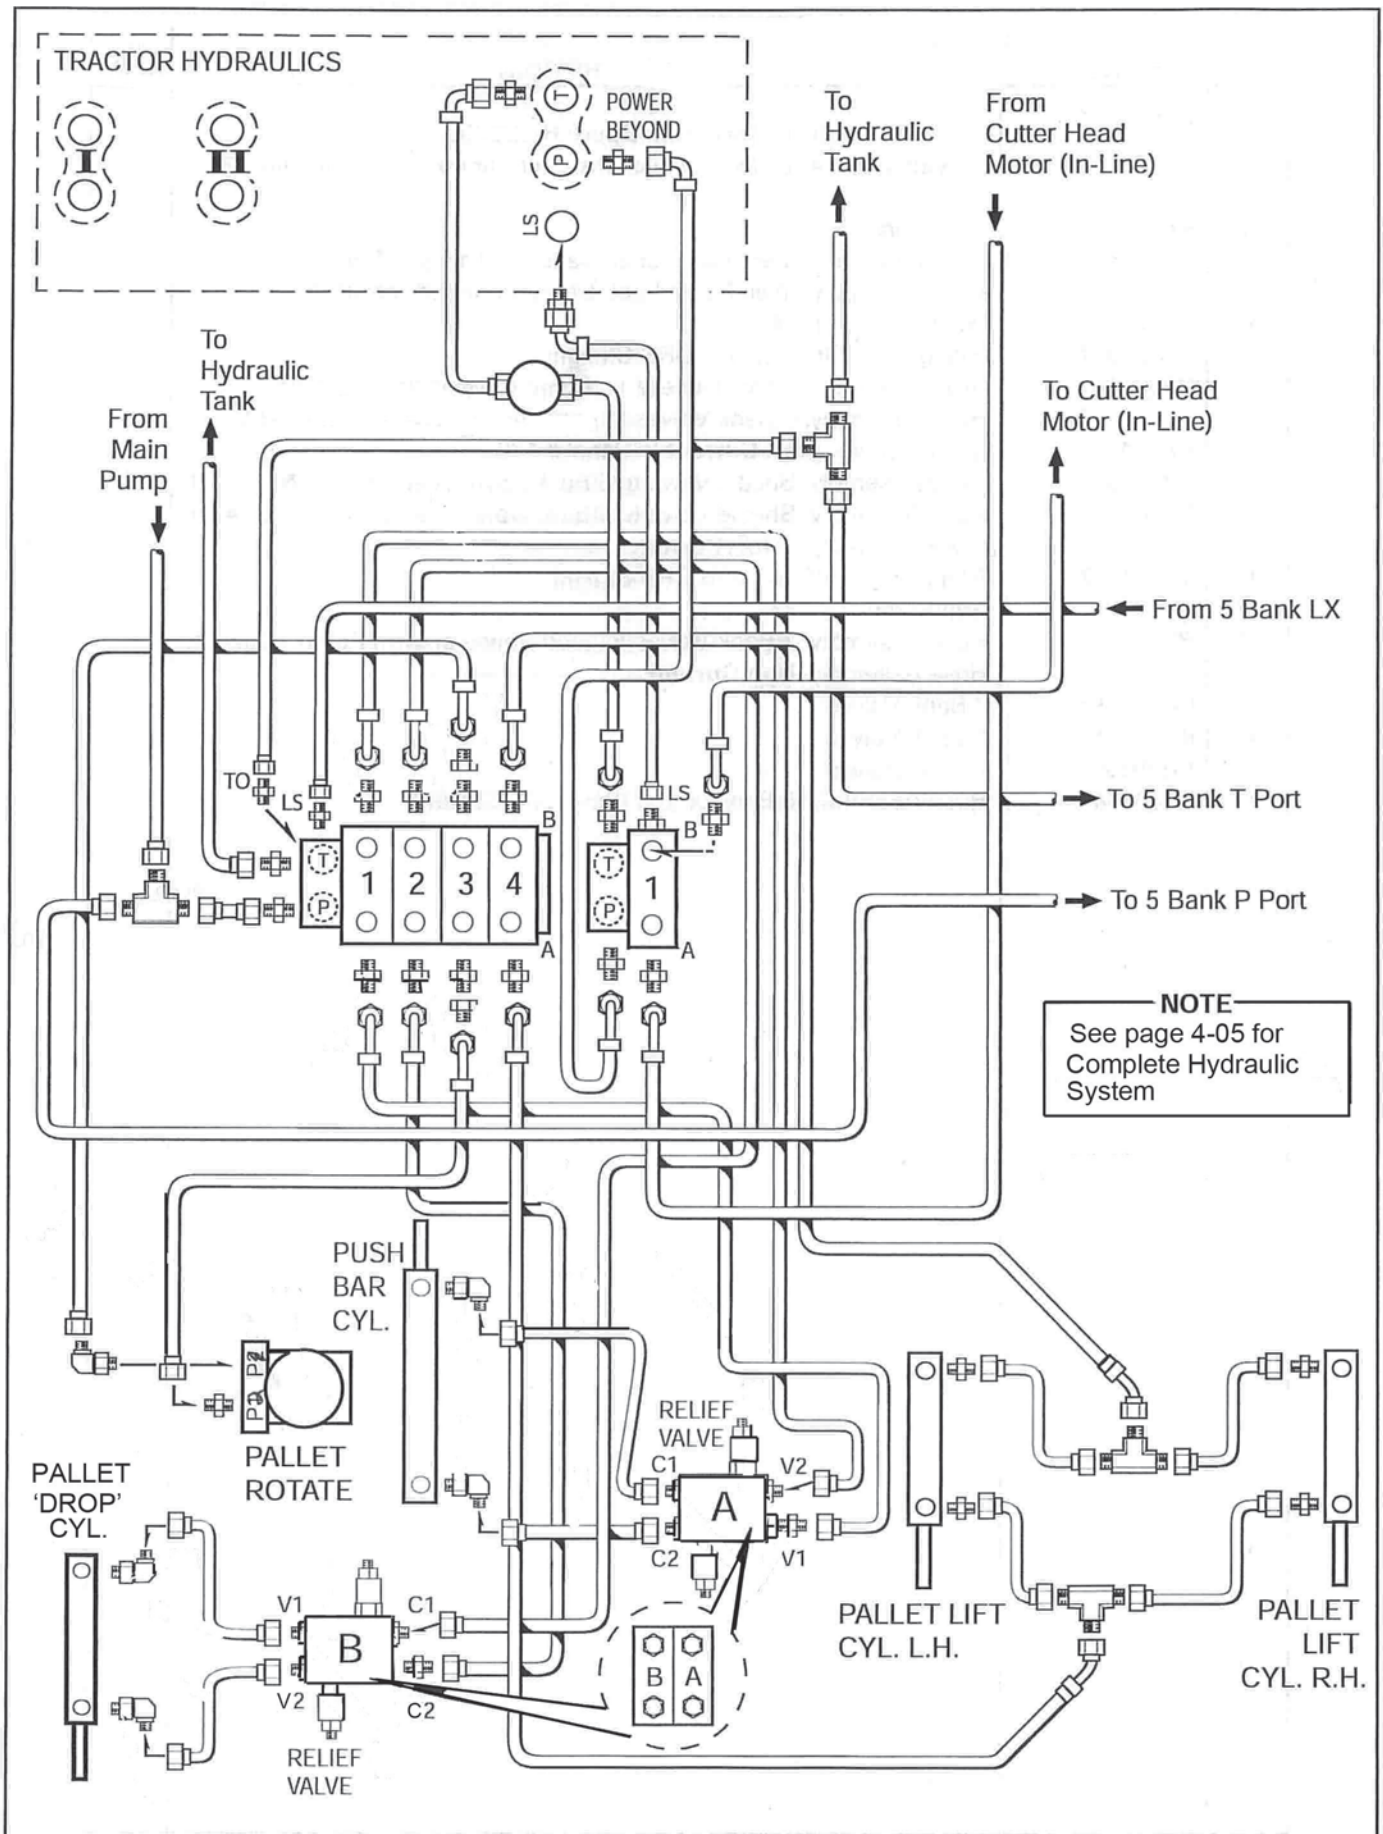 TRACTOR HYDRAULICS
I
II
T
P
POWER
BEYOND
LS
To
Hydraulic
Tank
From
Cutter Head
Motor (In-Line)
To
Hydraulic
Tank
From
Main
Pump
To Cutter Head
Motor (In-Line)
From 5 Bank LX
TO
LS
LS
B
B
T
1
2
3
4
T
1
P
P
A
A
To 5 Bank T Port
To 5 Bank P Port
NOTE
See page 4-05 for
Complete Hydraulic
System
PUSH
BAR
CYL.
P2
P1
PALLET
ROTATE
RELIEF
VALVE
C1
V2
A
C2
V1
PALLET
'DROP'
CYL.
V1
C1
B
V2
C2
RELIEF
VALVE
B
A
PALLET LIFT
CYL. L.H.
PALLET
LIFT
CYL. R.H.